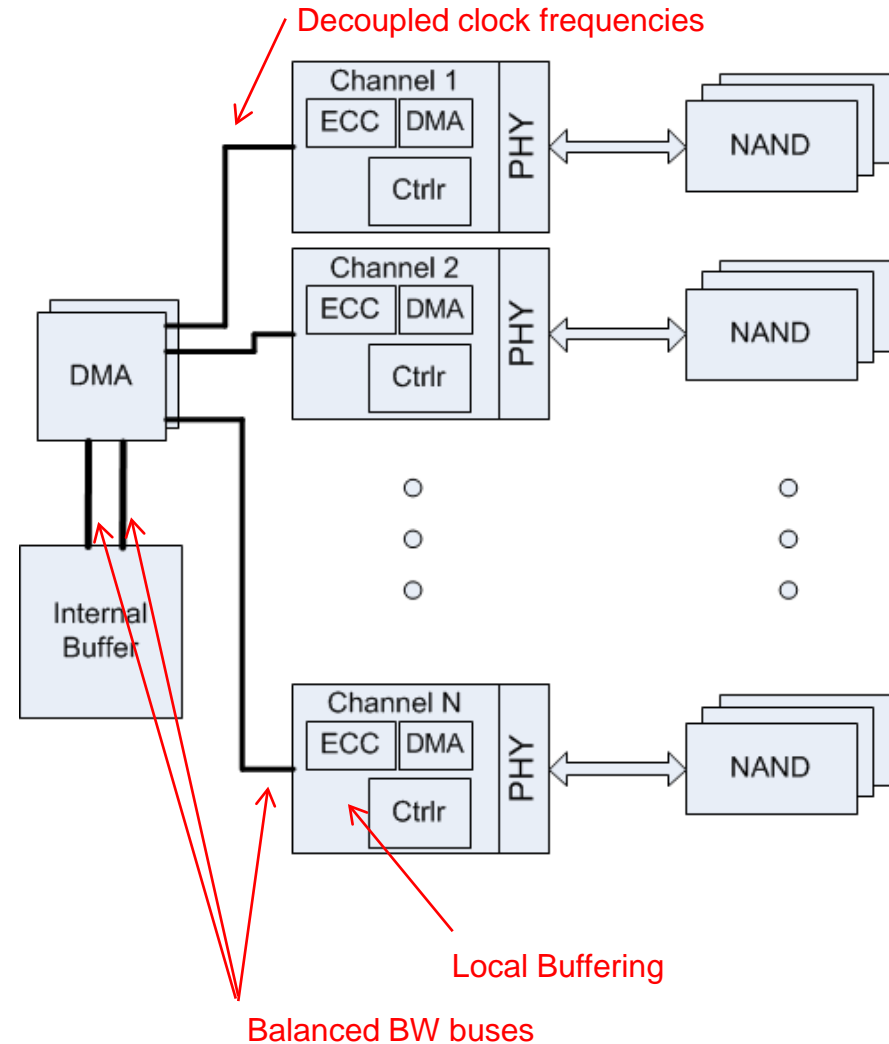 Decoupled clock frequencies
Channel 1
ECC
DMA
Ctrlr
PHY
NAND
Channel 2
ECC
DMA
Ctrlr
PHY
NAND
DMA
Internal
Buffer
Channel N
ECC
DMA
Ctrlr
PHY
NAND
Local Buffering
Balanced BW buses